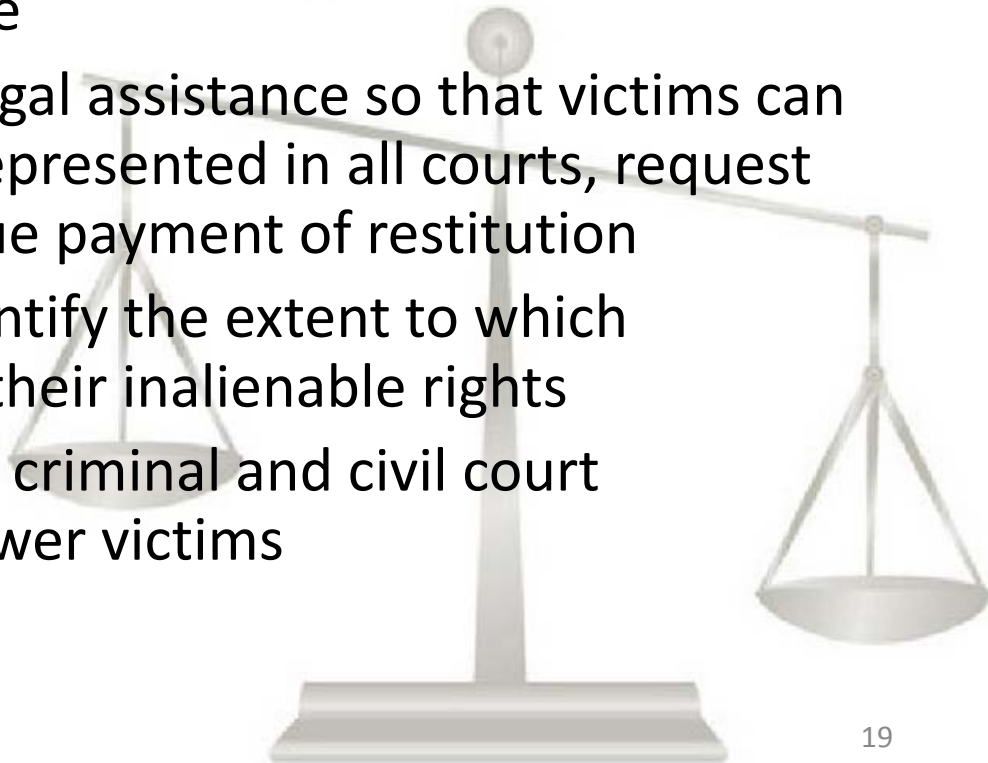 e
gal assistance so that victims can
epresented in all courts, request
ue payment of restitution
ntify the extent to which
their inalienable rights
criminal and civil court
wer victims
19